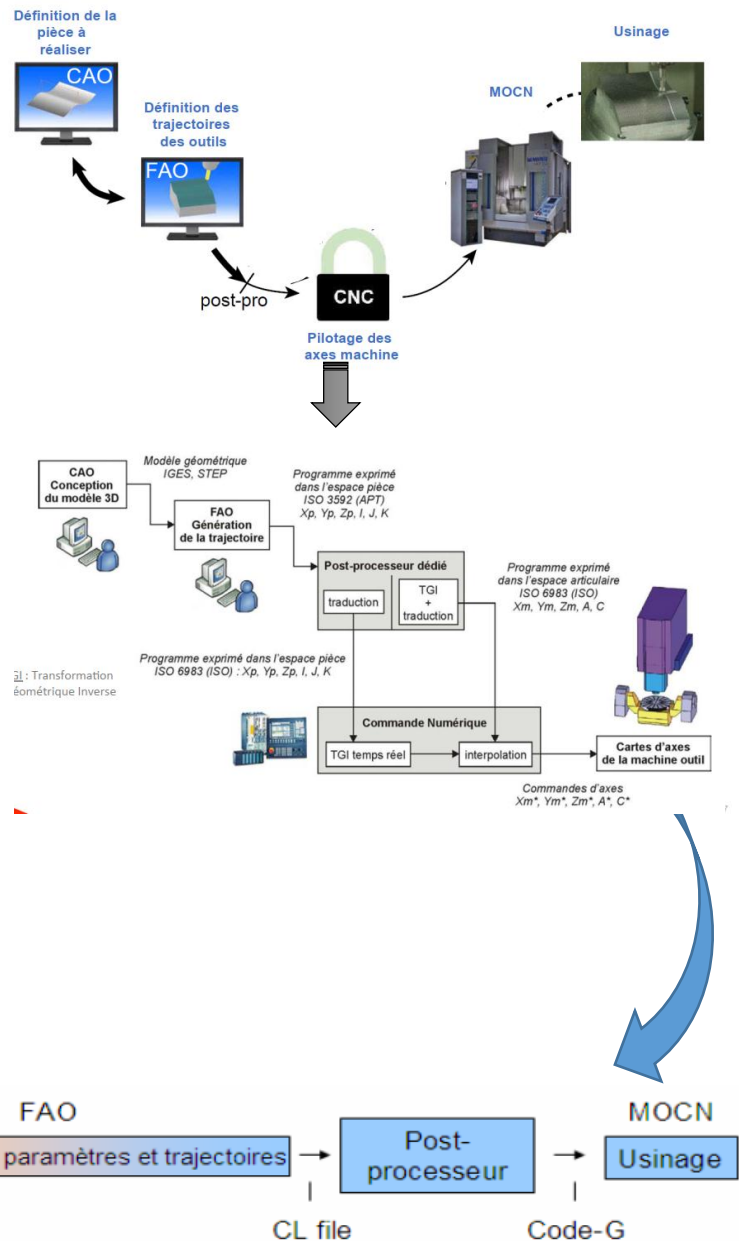 Définition de la
pièce à
réaliser
CAO
Définition des
trajectoires
des outils
FAO
post-pro
CNC
Pilotage des
axes machine
MOCN
Usinage
CAO
Conception
du modèle 3D
Modèle géométrique
IGES, STEP
FAO
Génération
de la trajectoire
Programme exprimé
dans l'espace pièce
ISO 3592 (APT)
Xp, Yp, Zp, I, J, K
Post-processeur dédié
traduction
TGI
+
traduction
Programme exprimé
dans l'espace articulaire
ISO 6983 (ISO)
Xm, Ym, Zm, A, C
Programme exprimé dans l'espace pièce
ISO 6983 (ISO) : Xp, Yp, Zp, I, J, K
GI : Transformation
éométrique Inverse
Commande Numérique
TGI temps réel
interpolation
Cartes d'axes
de la machine outil
Commandes d'axes
Xm*, Ym*, Zm*, A*, C*
FAO
paramètres et trajectoires
Post-
processeur
MOCN
Usinage
CL file
Code-G